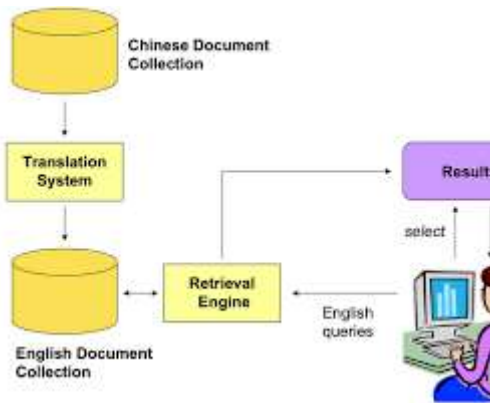 Chinese Document
Collection
Translation
System
Result
select
Retrieval
Engine
English
queries
English Document
Collection